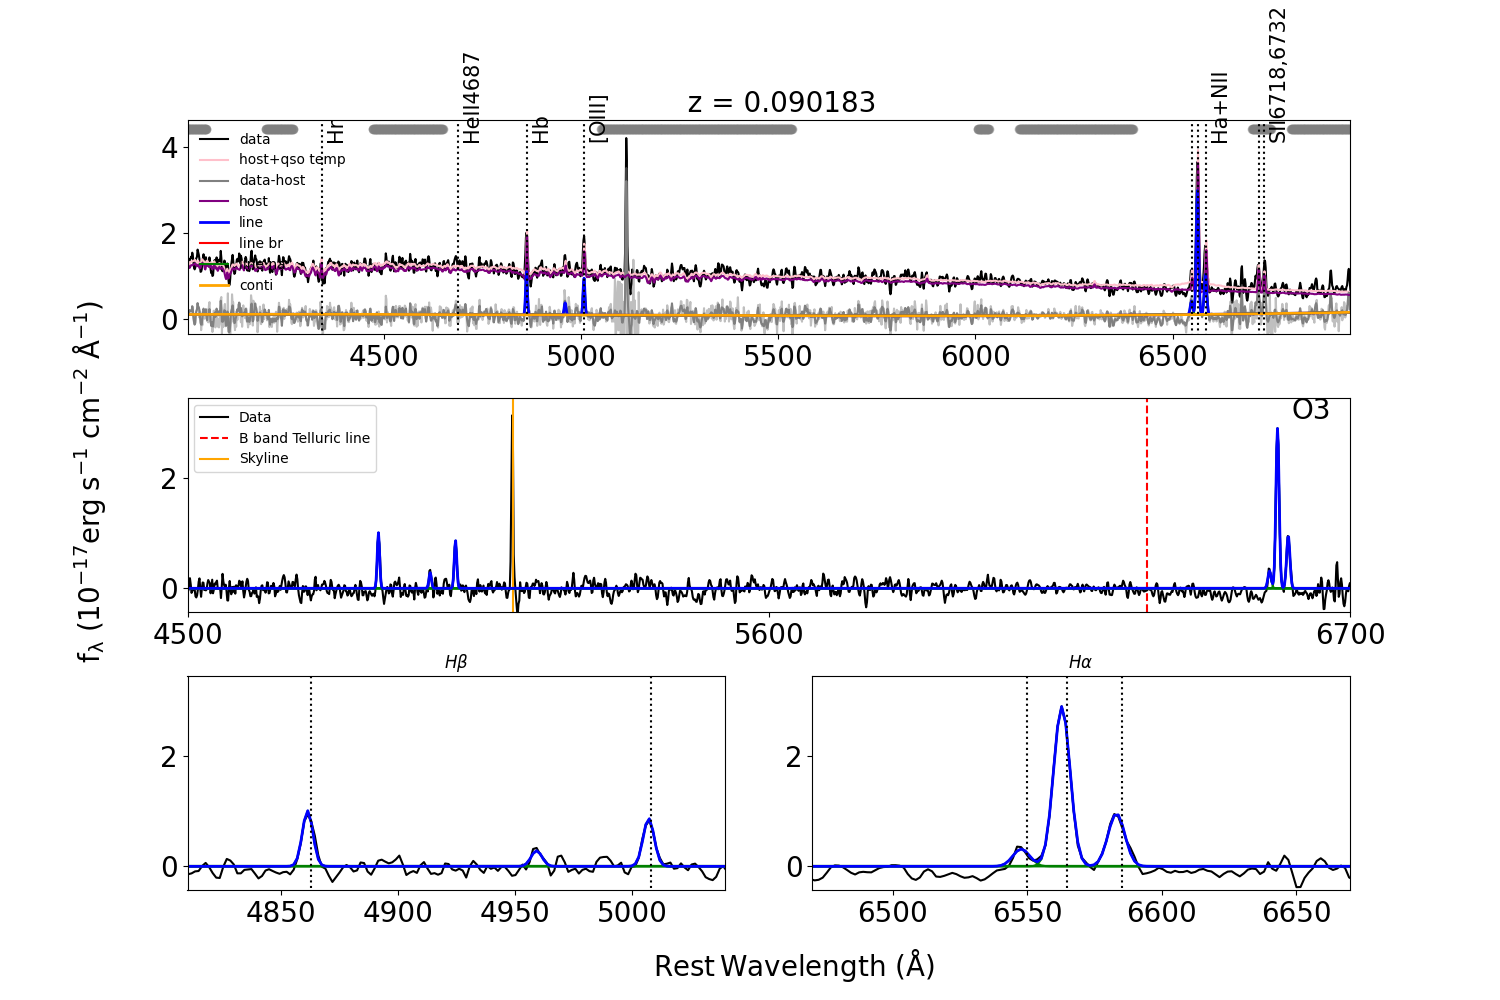 z = 0.090183
Hr
HeII4687
Hb
[OIII]
Ha+NII
SII6718,6732
data
host+qso temp
data-host
host
line
line br
conti
4
2
0
4500 5000 5500 6000 6500
O3
Data
B band Telluric line
Skyline
2
0
4500 5600 6700
fλ (10⁻¹⁷erg s⁻¹ cm⁻² Å⁻¹)
Hβ
2
0
4850 4900 4950 5000
Hα
2
0
6500 6550 6600 6650
Rest Wavelength (Å)